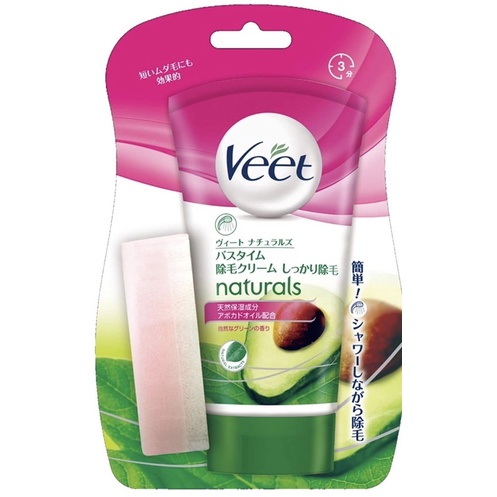 短いムダ毛にも
効果的
3分
Veet
ヴィート ナチュラルズ
バスタイム
除毛クリーム しっかり除毛
naturals
天然保湿成分
アボカドオイル配合
自然なグリーンの香り
簡単！シャワーしながら除毛